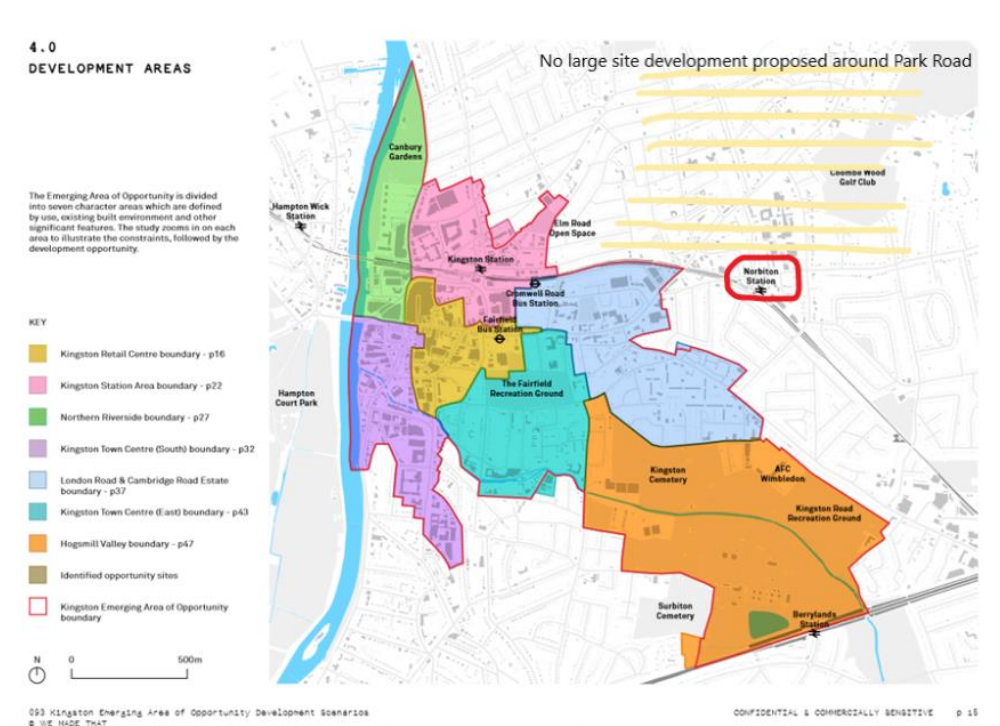 4.0
DEVELOPMENT AREAS
No large site development proposed around Park Road
Canbury
Gardens
Coombe Wood
Golf Club
The Emerging Area of Opportunity is divided
into seven character areas which are defined
by use, existing built environment and other
significant features. The study zooms in on each
area to illustrate the constraints, followed by the
development opportunity.
Hampton Wick
Station
Elm Road
Open Space
Kingston Station
Norbiton
Station
Cromwell Road
Bus Station
Fairfield
Bus Station
KEY
Kingston Retail Centre boundary - p16
Kingston Station Area boundary - p22
Northern Riverside boundary - p27
Kingston Town Centre (South) boundary - p32
London Road & Cambridge Road Estate
boundary - p37
Kingston Town Centre (East) boundary - p43
Hogsmill Valley boundary - p47
Identified opportunity sites
Kingston Emerging Area of Opportunity
boundary
Hampton
Court Park
The Fairfield
Recreation Ground
Kingston
Cemetery
AFC
Wimbledon
Kingston Road
Recreation Ground
Surbiton
Cemetery
Berrylands
Station
N
0 500m
093 Kingston Emerging Area of Opportunity Development Scenarios
© WE MADE THAT
CONFIDENTIAL & COMMERCIALLY SENSITIVE p 15